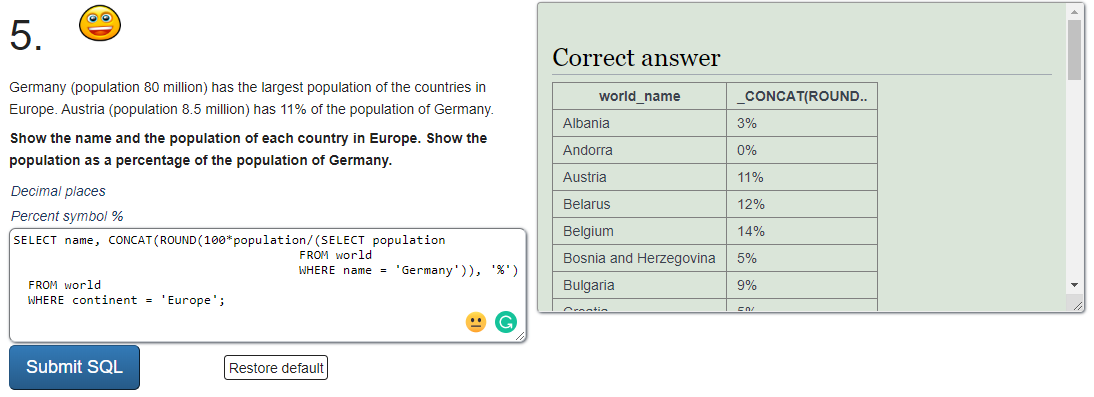 5.
Germany (population 80 million) has the largest population of the countries in
Europe. Austria (population 8.5 million) has 11% of the population of Germany.
Show the name and the population of each country in Europe. Show the
population as a percentage of the population of Germany.
Decimal places
Percent symbol %
SELECT name, CONCAT(ROUND(100*population/(SELECT population
FROM world
WHERE name = 'Germany')), '%')
FROM world
WHERE continent = 'Europe';
Submit SQL
Restore default
Correct answer
world_name _CONCAT(ROUND..
Albania 3%
Andorra 0%
Austria 11%
Belarus 12%
Belgium 14%
Bosnia and Herzegovina 5%
Bulgaria 9%
Croatia 5%